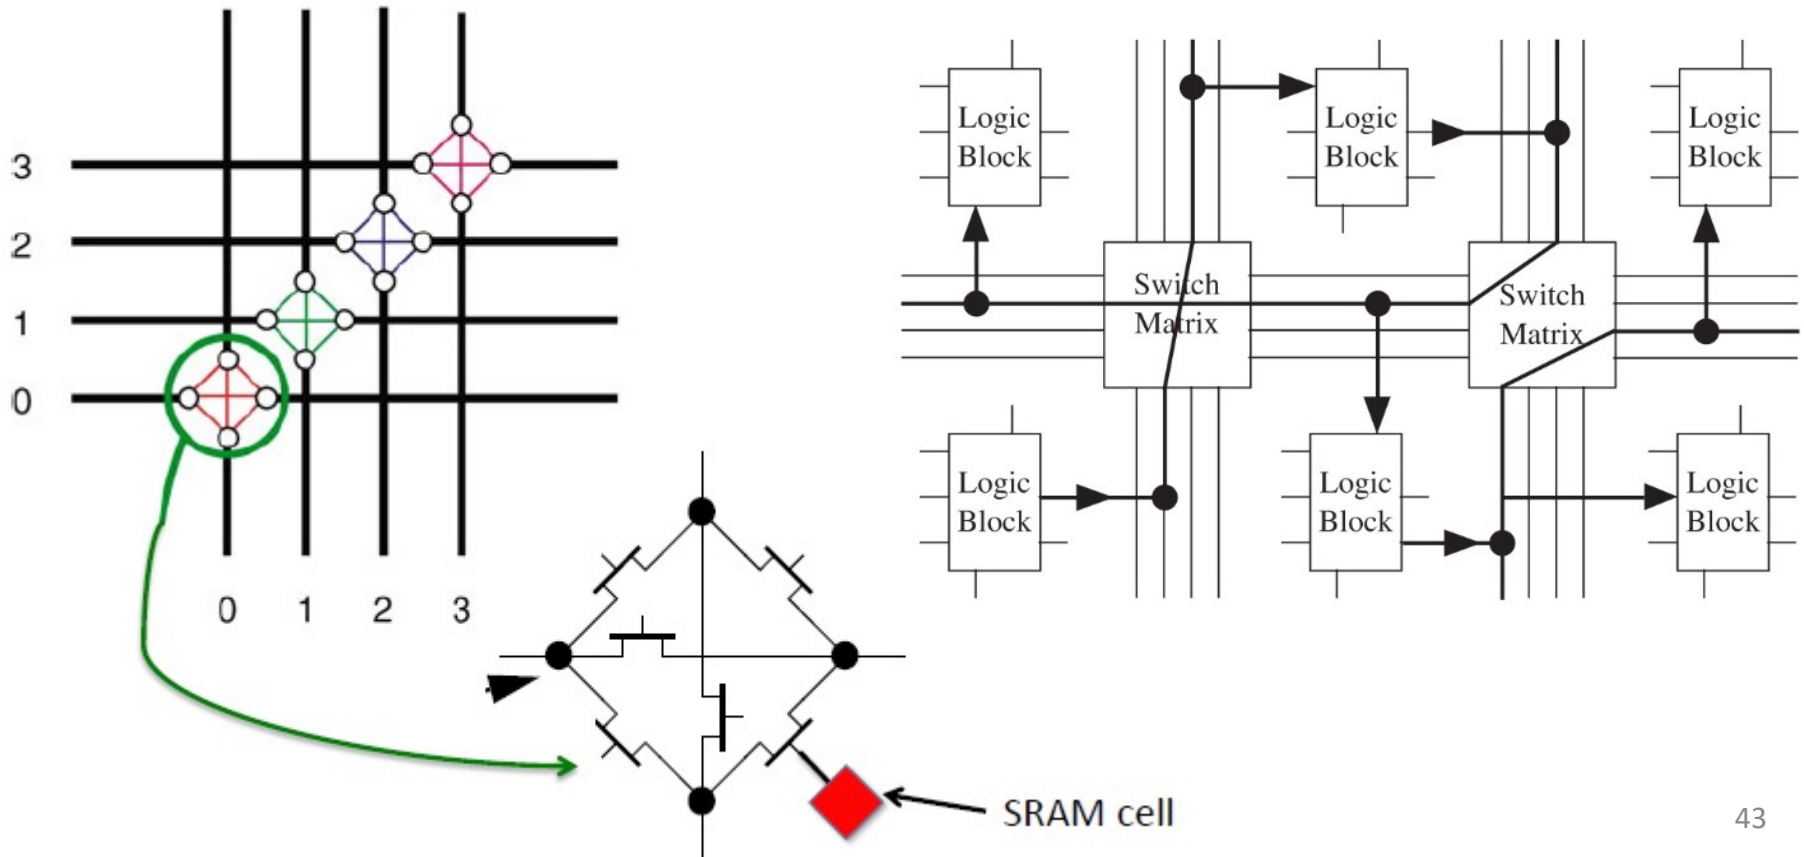 3
2
1
0
0 1 2 3
Logic
Block
Logic
Block
Logic
Block
Switch
Matrix
Switch
Matrix
Logic
Block
Logic
Block
Logic
Block
SRAM cell
43